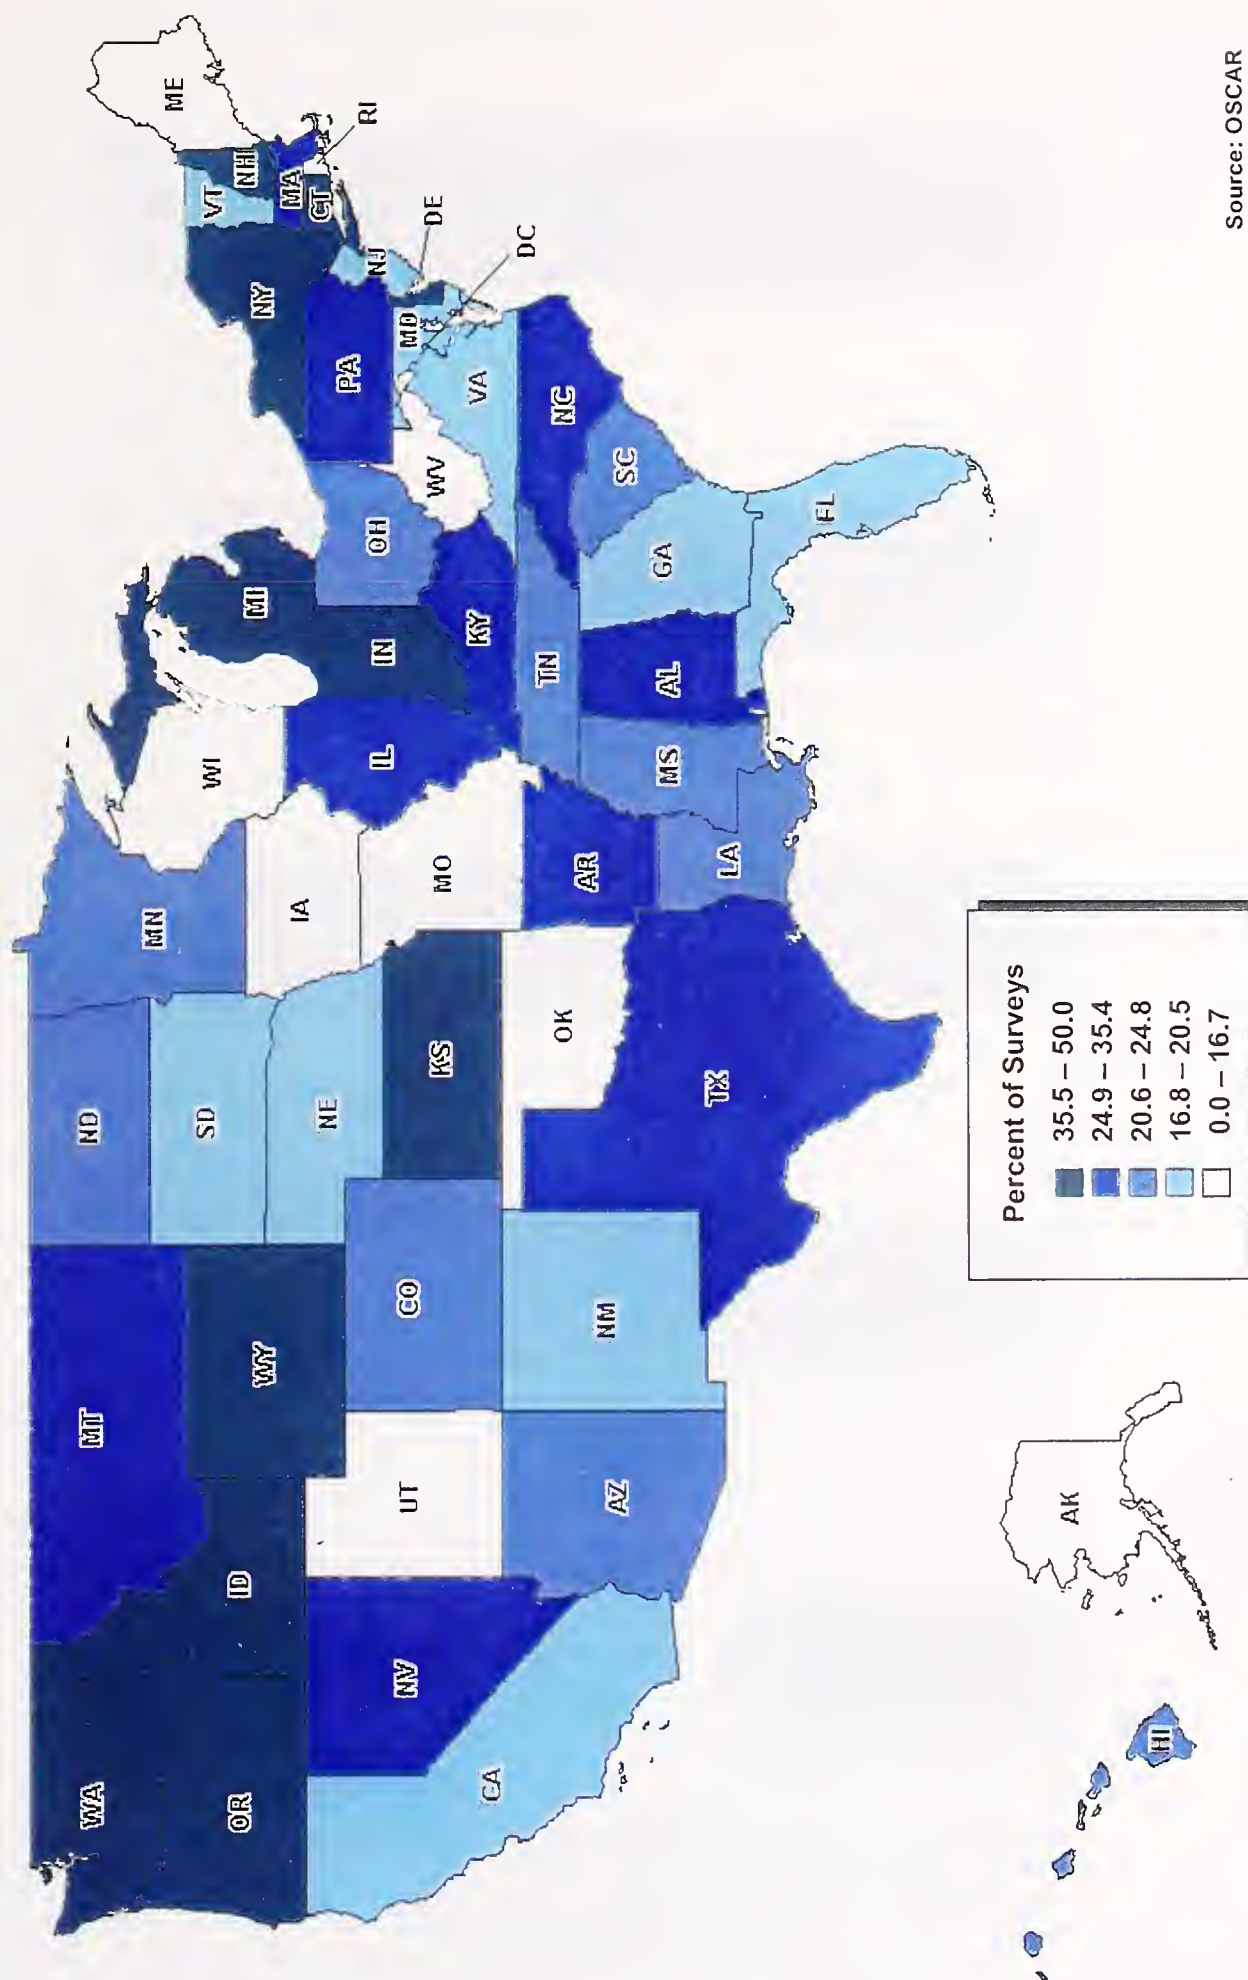 WA
MT
ND
MN
ME
OR
ID
WY
SD
WI
MI
NY
VT
NH
MA
CT
RI
NV
UT
CO
NE
KS
IA
MO
IL
IN
OH
PA
NJ
DE
DC
MD
WV
VA
KY
CA
AZ
NM
OK
TX
AR
LA
TN
MS
AL
NC
SC
GA
FL
HI
AK
Percent of Surveys
35.5 – 50.0
24.9 – 35.4
20.6 – 24.8
16.8 – 20.5
0.0 – 16.7
Source: OSCAR